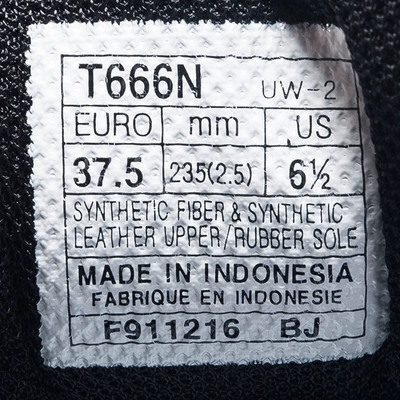 T666N UW-2
EURO mm US
37.5 235(2.5) 6½
SYNTHETIC FIBER & SYNTHETIC
LEATHER UPPER/RUBBER SOLE
MADE IN INDONESIA
FABRIQUE EN INDONESIE
F911216 BJ